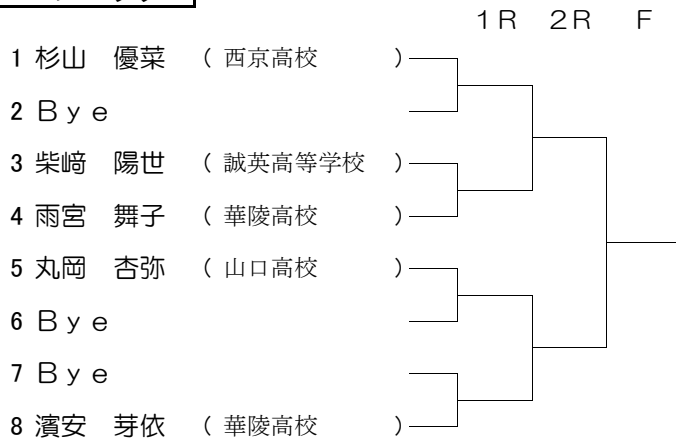 １Ｒ　２Ｒ　Ｆ
1 杉山　優菜　（ 西京高校　）
2 Ｂｙｅ
3 柴﨑　陽世　（ 誠英高等学校　）
4 雨宮　舞子　（ 華陵高校　）
5 丸岡　杏弥　（ 山口高校　）
6 Ｂｙｅ
7 Ｂｙｅ
8 濱安　芽依　（ 華陵高校　）